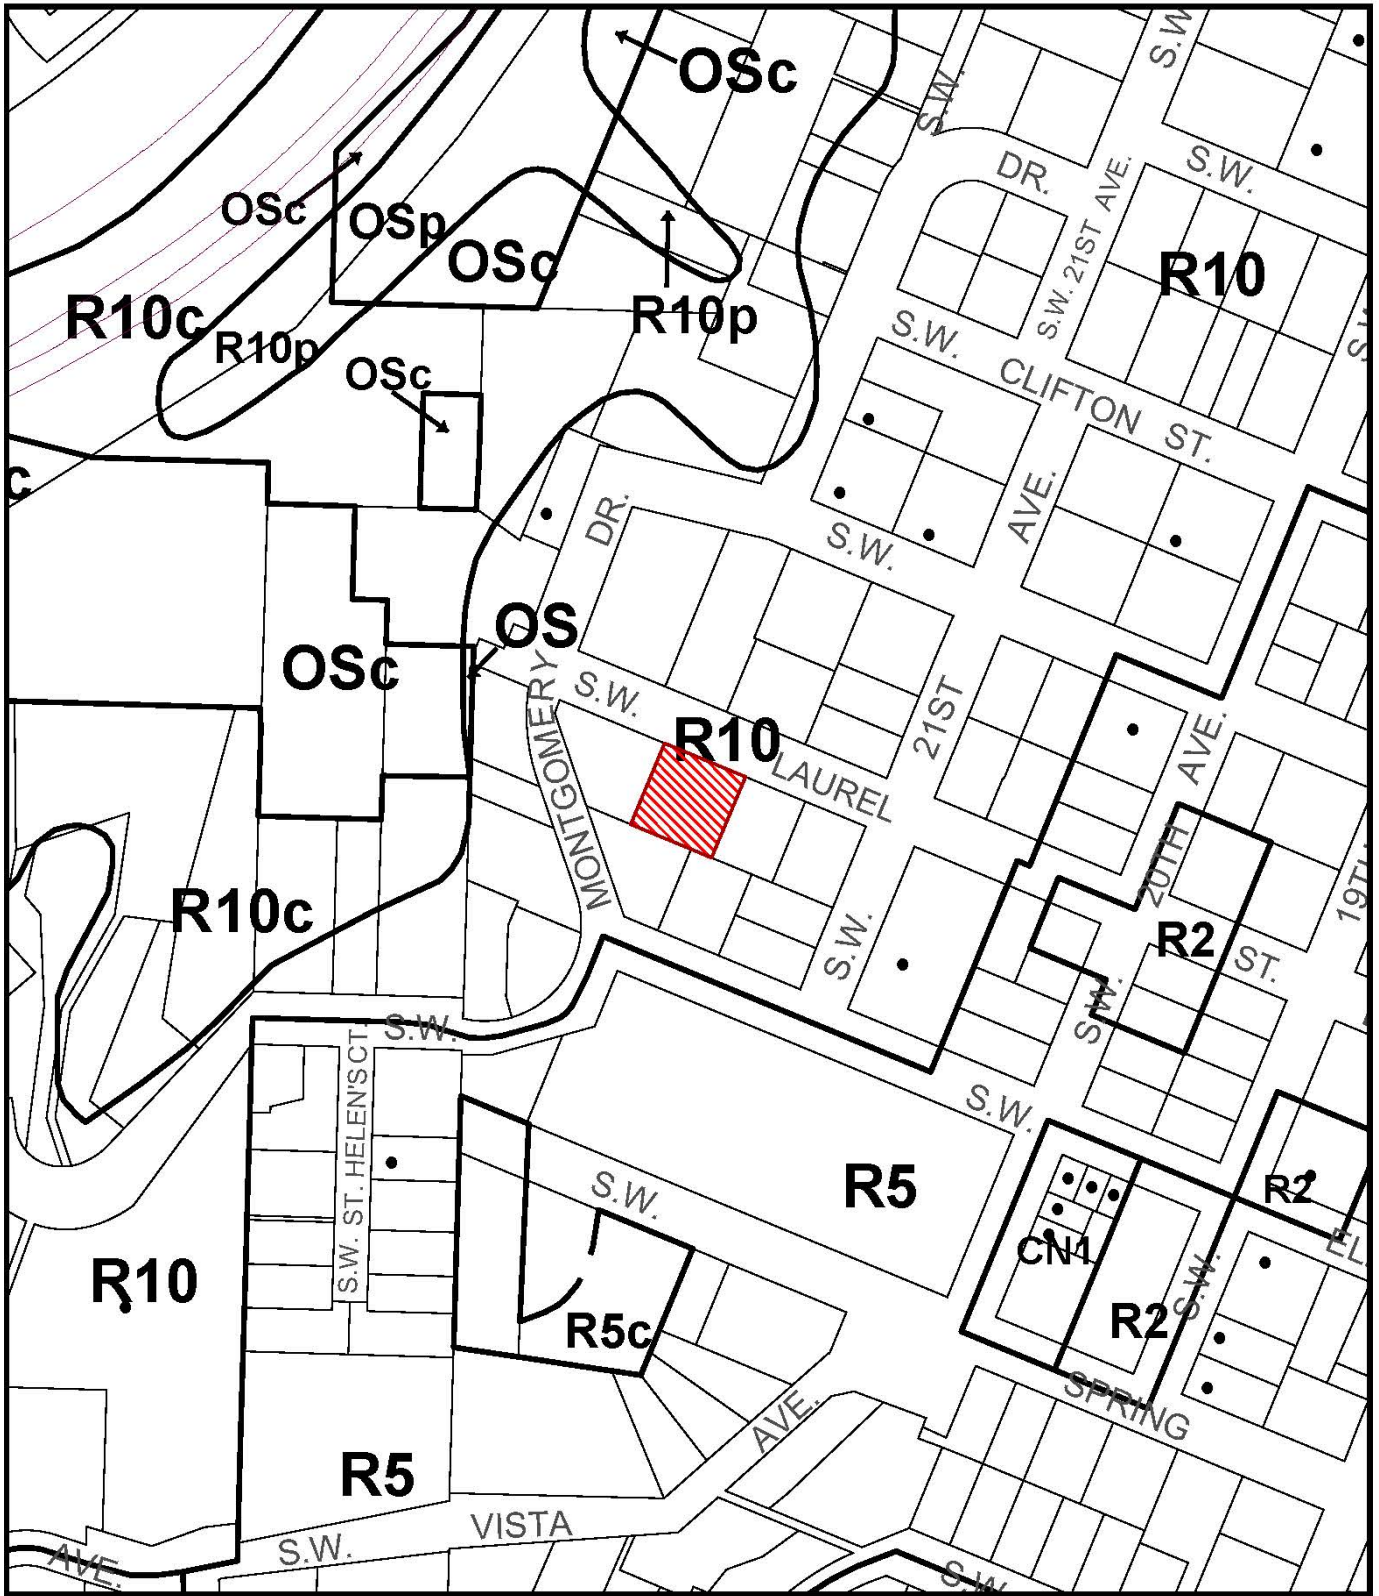 S.W.
OSc
S.W.
DR.
S.W.
S.W. 21ST AVE.
OSc
OSp
OSc
R10
R10c
R10p
R10p
S.W.
CLIFTON ST.
OSc
c
DR.
AVE.
S.W.
OS
OSc
MONTGOMERY
S.W.
R10
LAUREL
21ST
AVE.
20TH
19TH
R10c
S.W.
R2
ST.
S.W.
S.W.
S.W. ST. HELEN'S CT.
S.W.
R5
S.W.
R2
CN1
EL
R10
R5c
R2
S.W.
SPRING
AVE.
R5
VISTA
S.W.
AVE.
S.W.